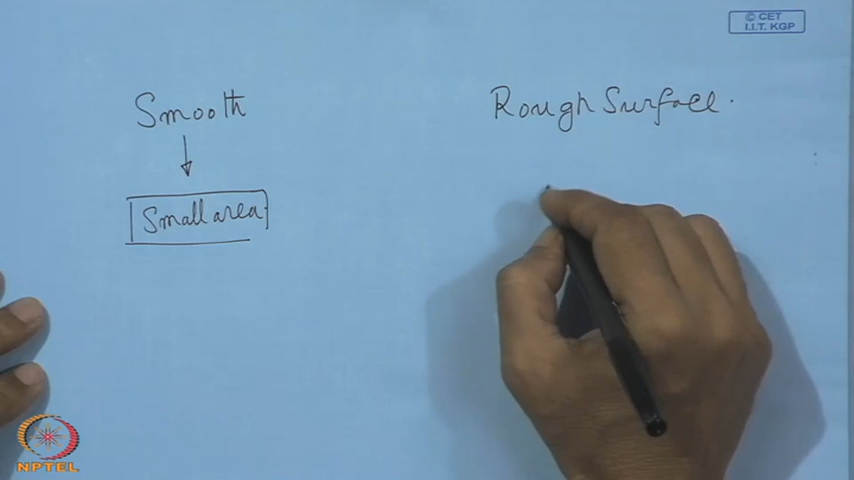 © CET
I.I.T. KGP
Smooth
Rough Surface.
Small area.
NPTEL